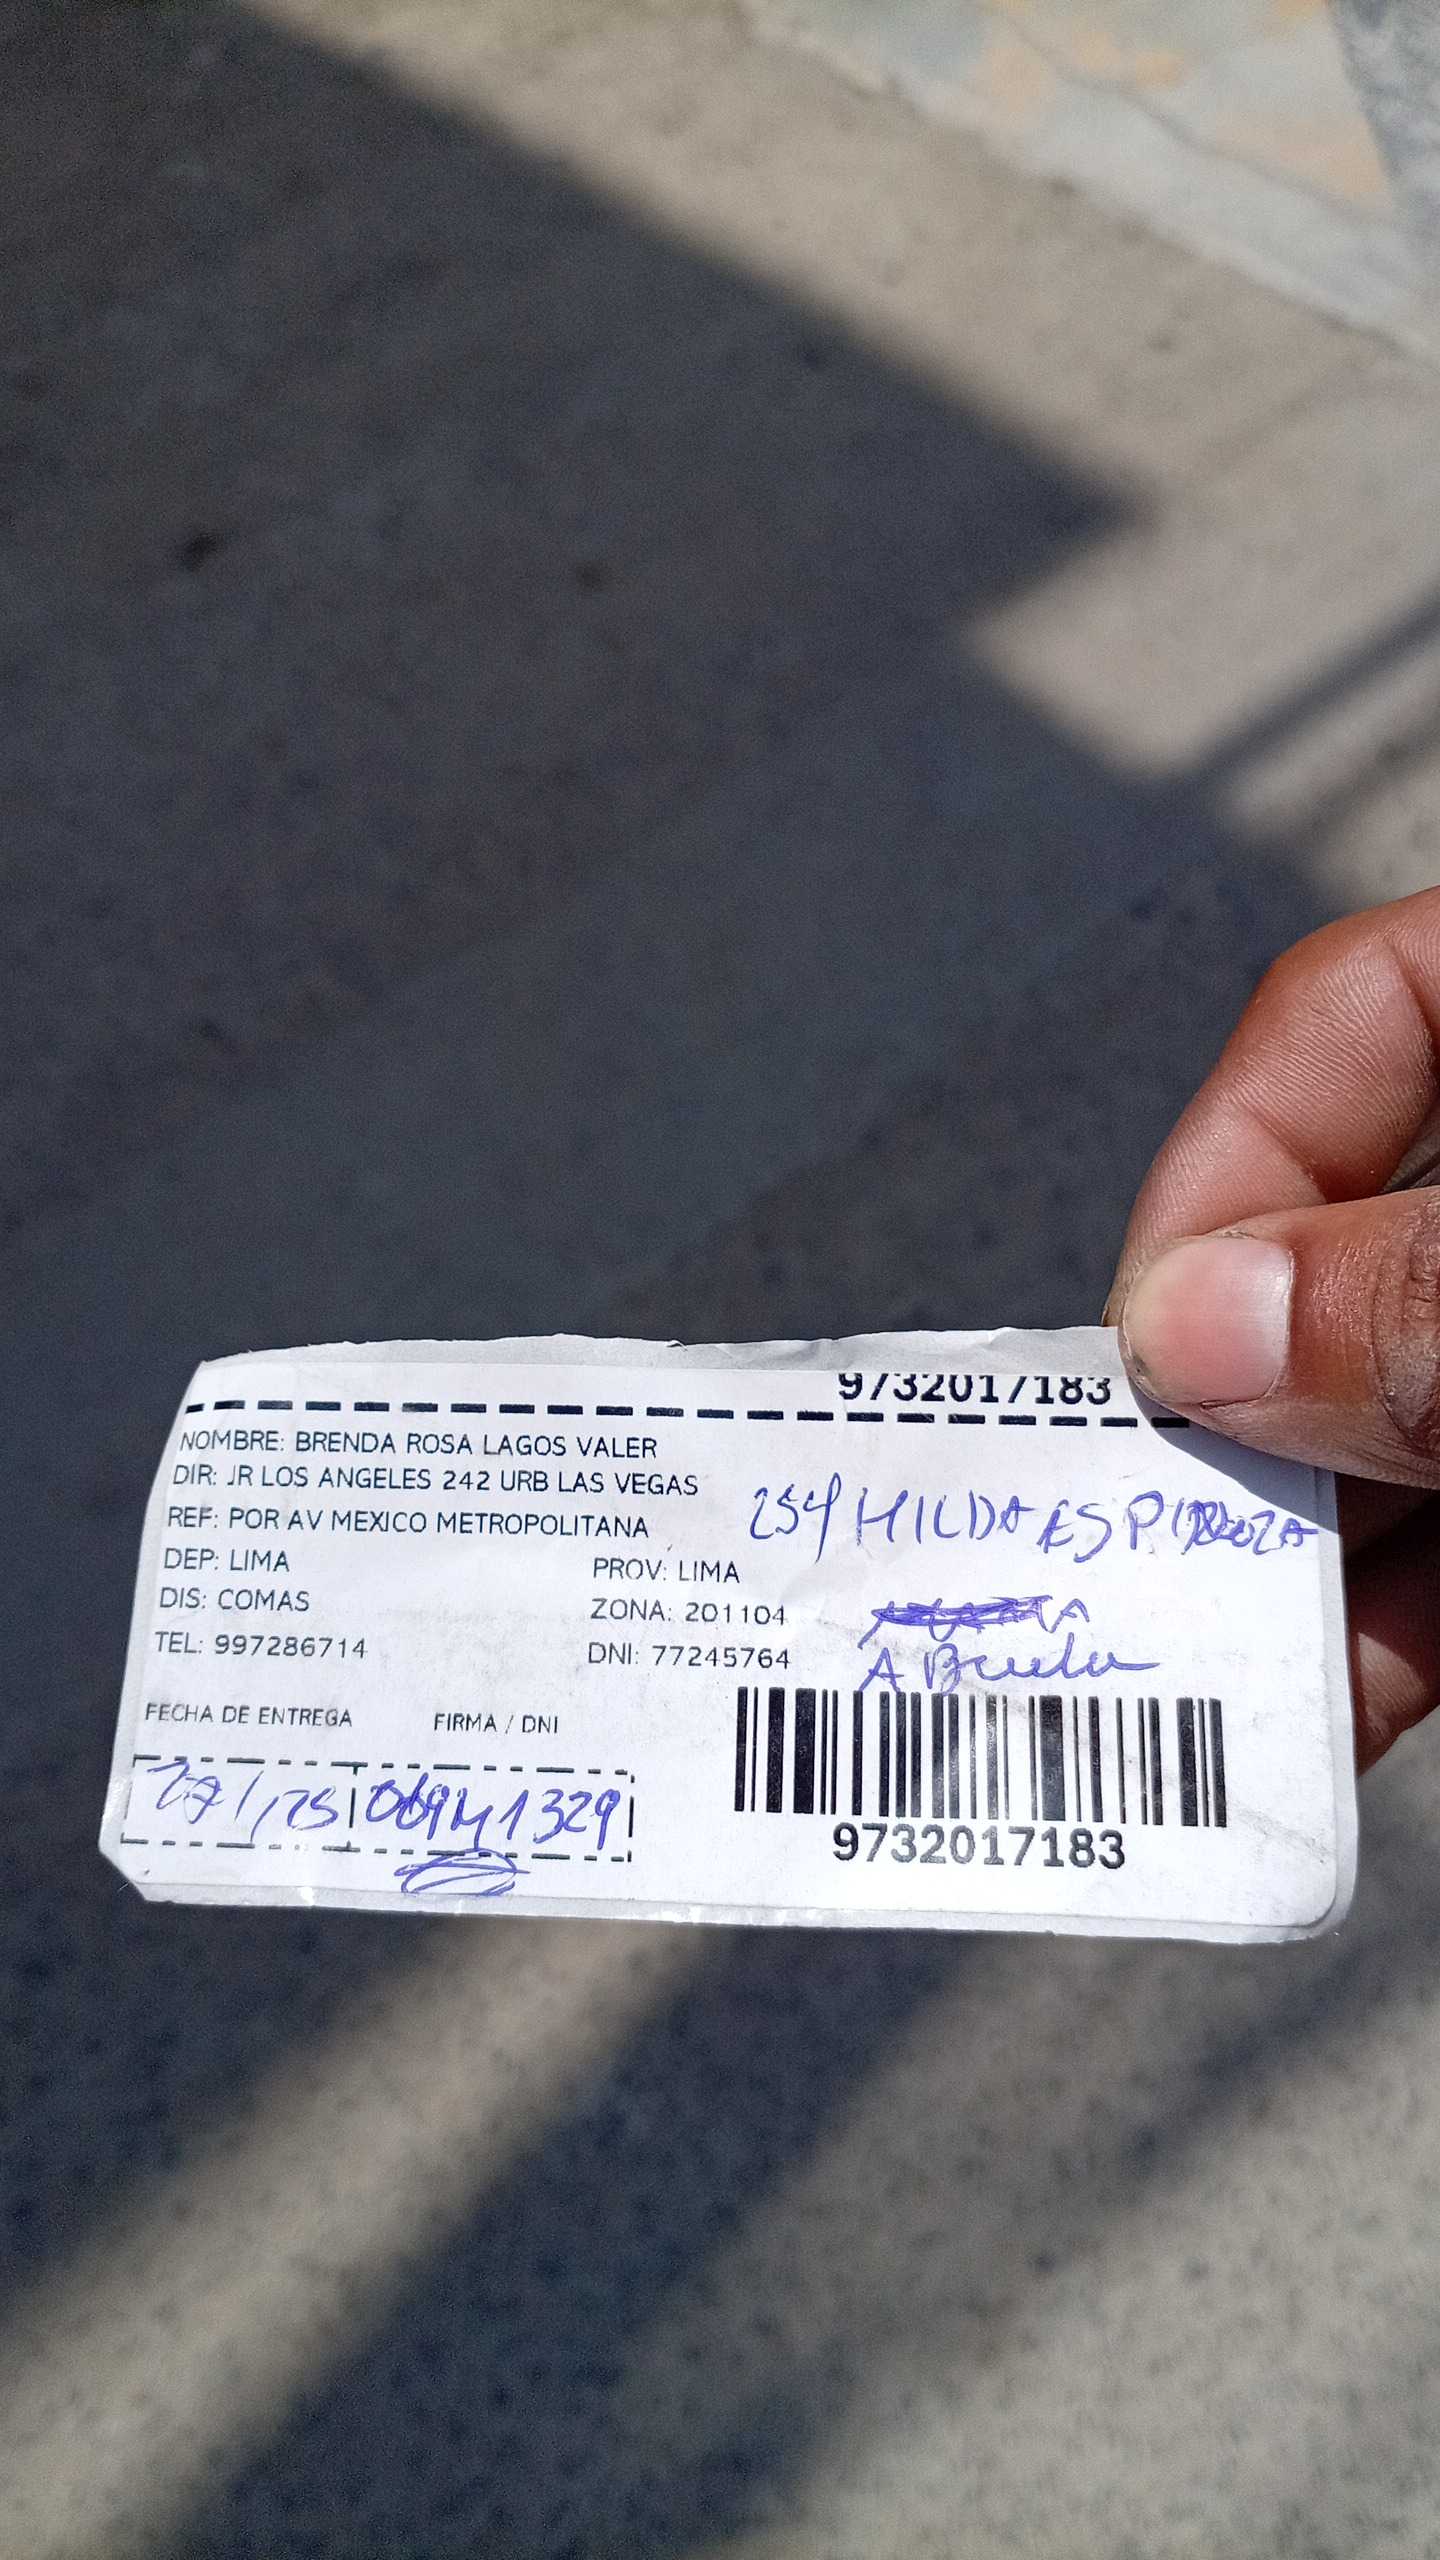 9732017183
NOMBRE: BRENDA ROSA LAGOS VALER
DIR: JR LOS ANGELES 242 URB LAS VEGAS
REF: POR AV MEXICO METROPOLITANA
254 HILDA ESPINOZA
DEP: LIMA PROV: LIMA
DIS: COMAS ZONA: 201104
TEL: 997286714 DNI: 77245764
ABuela
FECHA DE ENTREGA FIRMA / DNI
9732017183